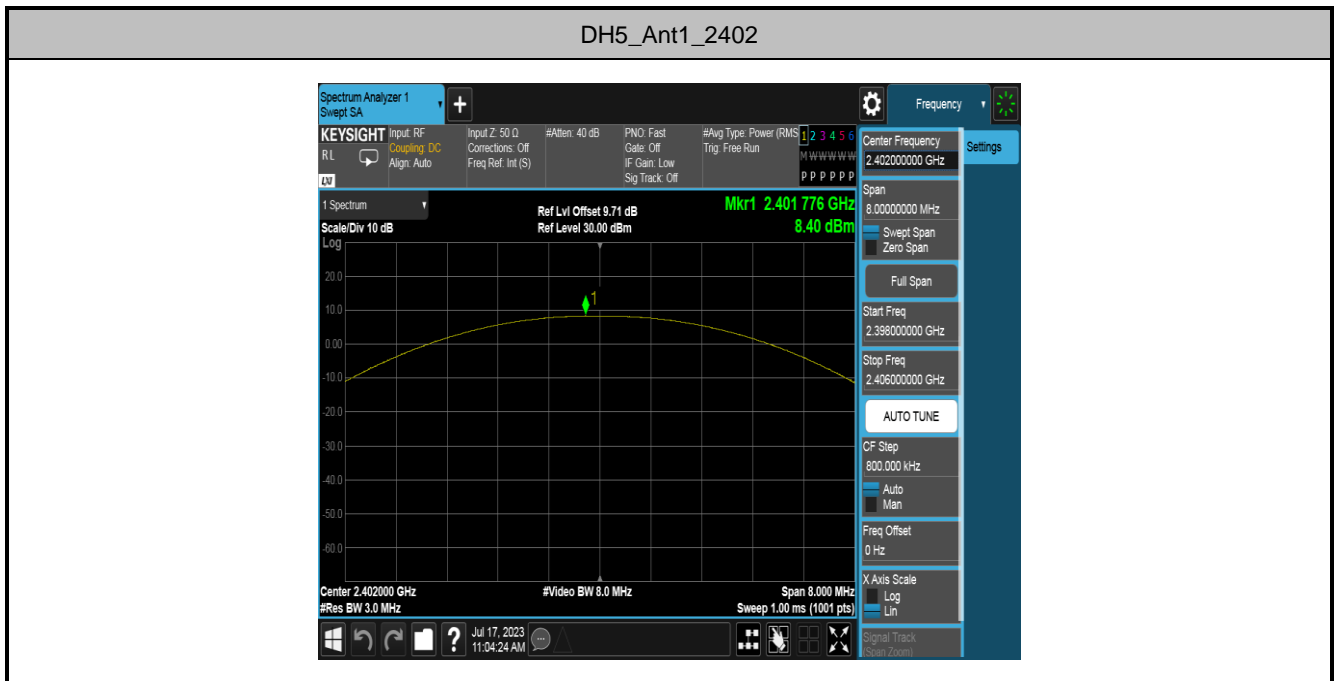 DH5_Ant1_2402
Spectrum Analyzer 1
Swept SA
+
Frequency
KEYSIGHT
RL
LXI
Input: RF
Coupling: DC
Align: Auto
Input Z: 50 Ω
Corrections: Off
Freq Ref: Int (S)
#Atten: 40 dB
PNO: Fast
Gate: Off
IF Gain: Low
Sig Track: Off
#Avg Type: Power (RMS
Trig: Free Run
1 2 3 4 5 6
M W W W W W
P P P P P P
1 Spectrum
Scale/Div 10 dB
Log
Ref Lvl Offset 9.71 dB
Ref Level 30.00 dBm
Mkr1 2.401 776 GHz
8.40 dBm
20.0
10.0
0.00
-10.0
-20.0
-30.0
-40.0
-50.0
-60.0
1
Center 2.402000 GHz
#Res BW 3.0 MHz
#Video BW 8.0 MHz
Span 8.000 MHz
Sweep 1.00 ms (1001 pts)
Center Frequency
2.402000000 GHz
Settings
Span
8.00000000 MHz
Swept Span
Zero Span
Full Span
Start Freq
2.398000000 GHz
Stop Freq
2.406000000 GHz
AUTO TUNE
CF Step
800.000 kHz
Auto
Man
Freq Offset
0 Hz
X Axis Scale
Log
Lin
Signal Track
(Span Zoom)
?
Jul 17, 2023
11:04:24 AM